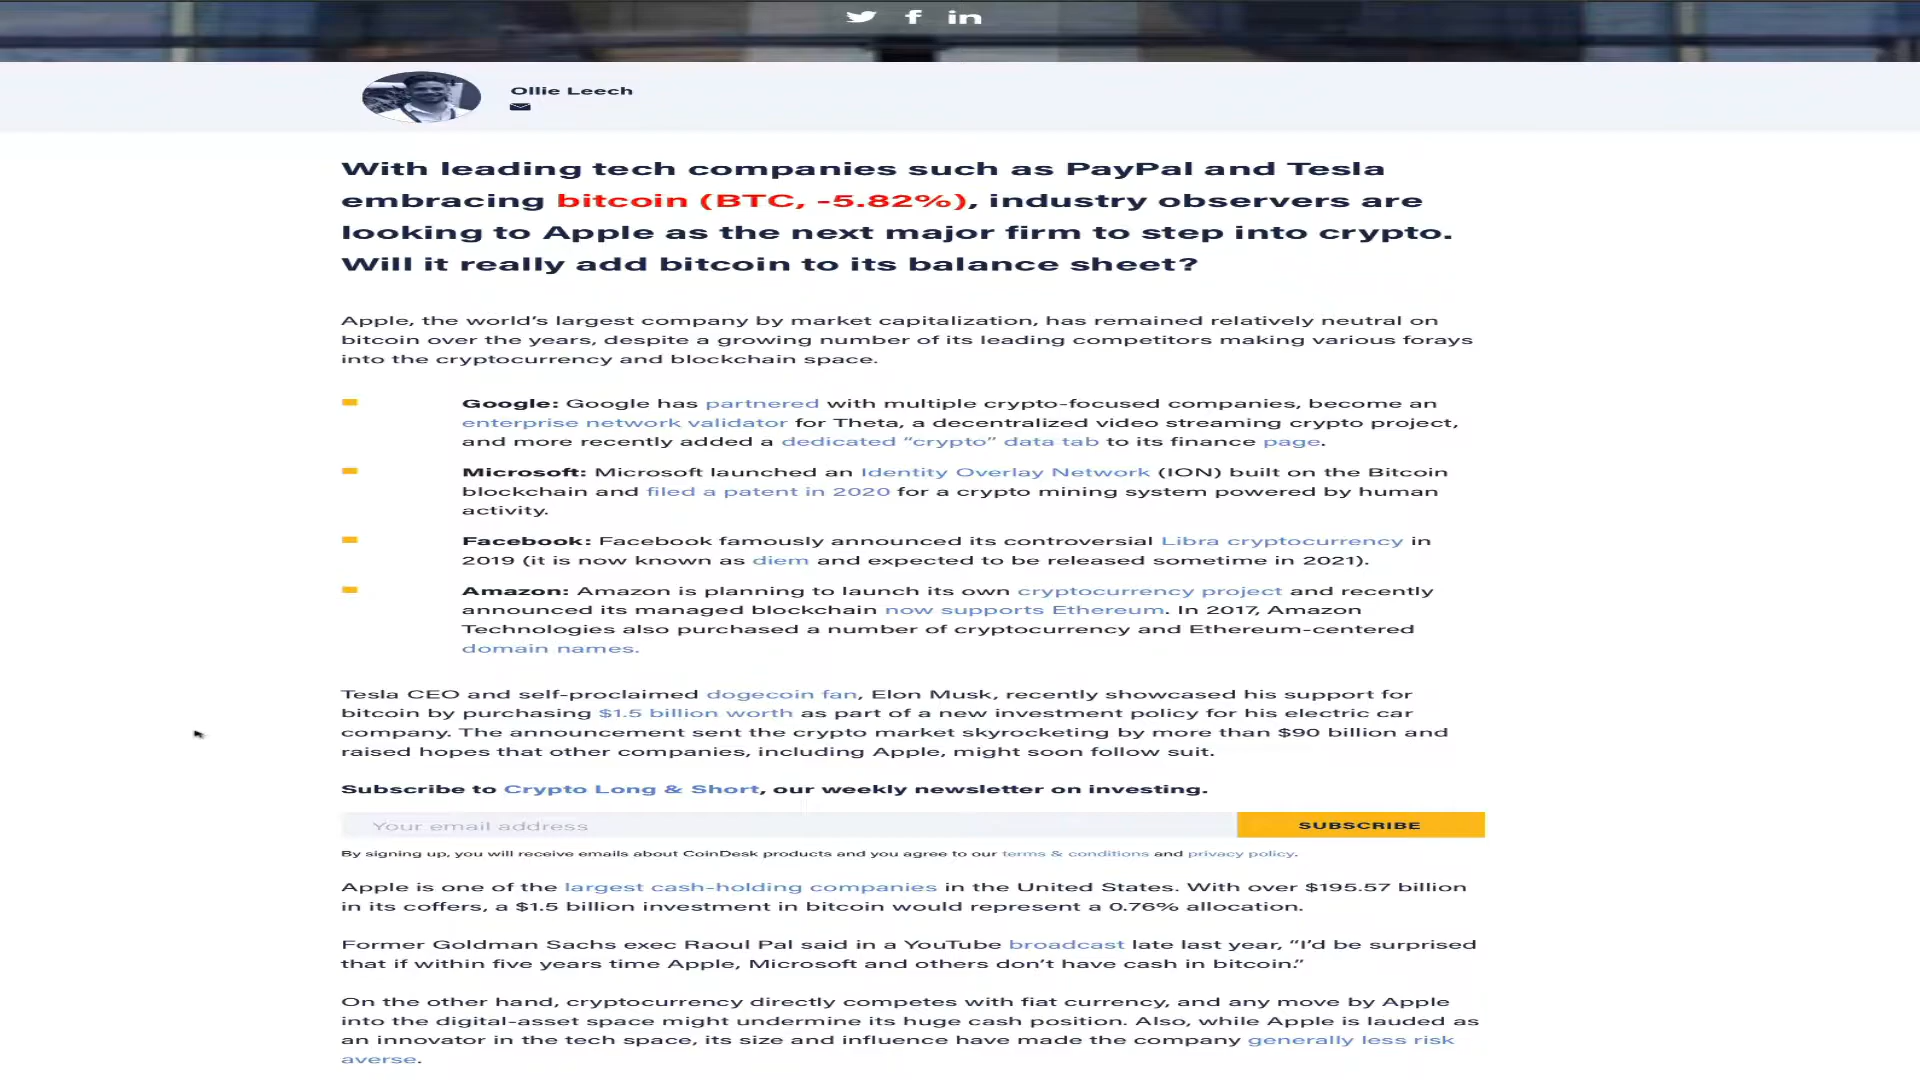 Ollie Leech
With leading tech companies such as PayPal and Tesla
embracing bitcoin (BTC, -5.82%), industry observers are
looking to Apple as the next major firm to step into crypto.
Will it really add bitcoin to its balance sheet?
Apple, the world’s largest company by market capitalization, has remained relatively neutral on
bitcoin over the years, despite a growing number of its leading competitors making various forays
into the cryptocurrency and blockchain space.
Google: Google has partnered with multiple crypto-focused companies, become an
enterprise network validator for Theta, a decentralized video streaming crypto project,
and more recently added a dedicated “crypto” data tab to its finance page.
Microsoft: Microsoft launched an Identity Overlay Network (ION) built on the Bitcoin
blockchain and filed a patent in 2020 for a crypto mining system powered by human
activity.
Facebook: Facebook famously announced its controversial Libra cryptocurrency in
2019 (it is now known as diem and expected to be released sometime in 2021).
Amazon: Amazon is planning to launch its own cryptocurrency project and recently
announced its managed blockchain now supports Ethereum. In 2017, Amazon
Technologies also purchased a number of cryptocurrency and Ethereum-centered
domain names.
Tesla CEO and self-proclaimed dogecoin fan, Elon Musk, recently showcased his support for
bitcoin by purchasing $1.5 billion worth as part of a new investment policy for his electric car
company. The announcement sent the crypto market skyrocketing by more than $90 billion and
raised hopes that other companies, including Apple, might soon follow suit.
Subscribe to Crypto Long & Short, our weekly newsletter on investing.
Your email address
SUBSCRIBE
By signing up, you will receive emails about CoinDesk products and you agree to our terms & conditions and privacy policy.
Apple is one of the largest cash-holding companies in the United States. With over $195.57 billion
in its coffers, a $1.5 billion investment in bitcoin would represent a 0.76% allocation.
Former Goldman Sachs exec Raoul Pal said in a YouTube broadcast late last year, “I’d be surprised
that if within five years time Apple, Microsoft and others don’t have cash in bitcoin.”
On the other hand, cryptocurrency directly competes with fiat currency, and any move by Apple
into the digital-asset space might undermine its huge cash position. Also, while Apple is lauded as
an innovator in the tech space, its size and influence have made the company generally less risk
averse.